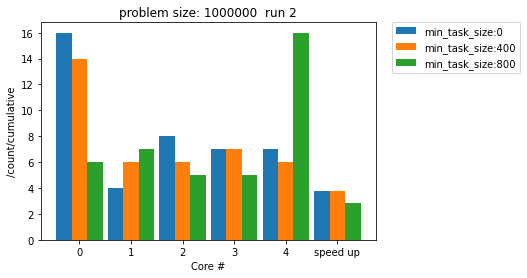 problem size: 1000000  run 2
min_task_size:0
min_task_size:400
min_task_size:800
/count/cumulative
16
14
12
10
8
6
4
2
0
0 1 2 3 4 speed up
Core #